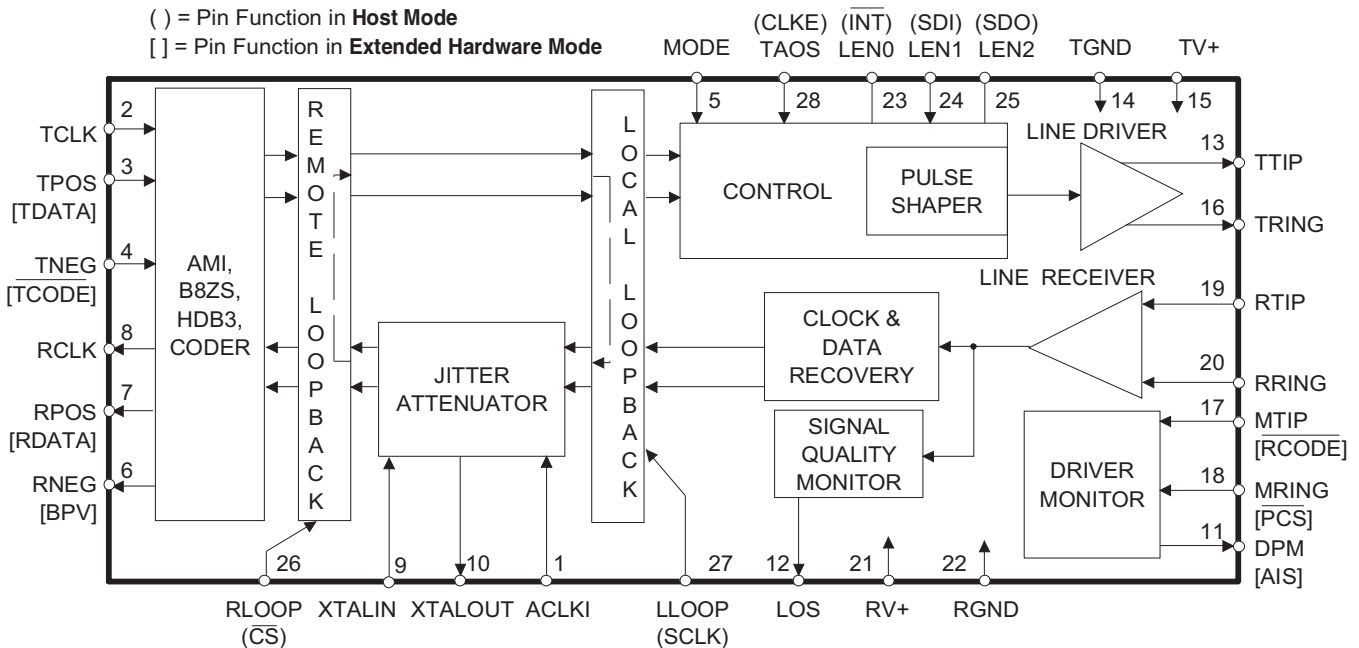 ( ) = Pin Function in Host Mode
[ ] = Pin Function in Extended Hardware Mode
MODE
(CLKE)
TAOS
(INT)
LEN0
(SDI)
LEN1
(SDO)
LEN2
TGND
TV+
5
28
23
24
25
14
15
2
TCLK
3
TPOS
[TDATA]
4
TNEG
[TCODE]
8
RCLK
7
RPOS
[RDATA]
6
RNEG
[BPV]
AMI,
B8ZS,
HDB3,
CODER
REMOTE LOOPBACK
JITTER
ATTENUATOR
LOCAL LOOPBACK
CONTROL
PULSE
SHAPER
LINE DRIVER
13
TTIP
16
TRING
LINE RECEIVER
19
RTIP
20
RRING
CLOCK &
DATA
RECOVERY
SIGNAL
QUALITY
MONITOR
DRIVER
MONITOR
17
MTIP
[RCODE]
18
MRING
[PCS]
11
DPM
[AIS]
26
9
10
1
27
12
21
22
RLOOP
(CS)
XTALIN
XTALOUT
ACLKI
LLOOP
(SCLK)
LOS
RV+
RGND